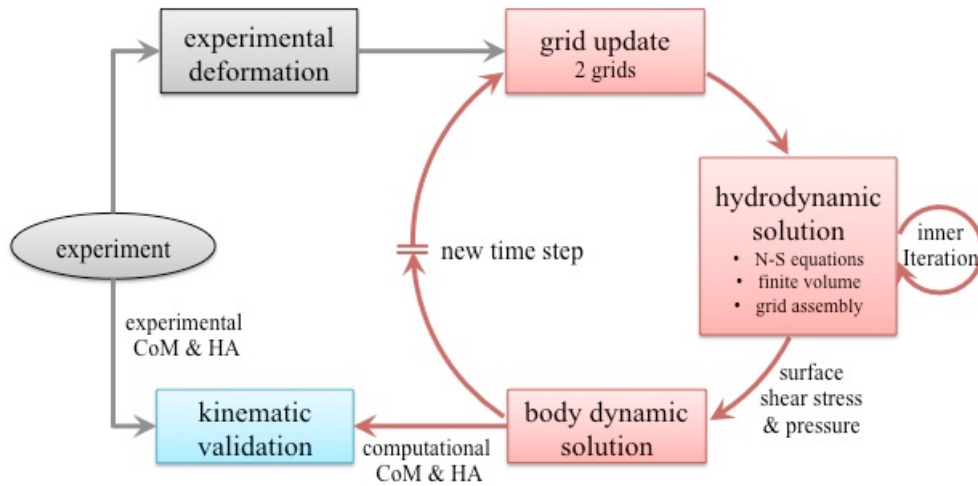 experimental
deformation
grid update
2 grids
hydrodynamic
solution
• N-S equations
• finite volume
• grid assembly
inner
Iteration
experiment
new time step
experimental
CoM & HA
surface
shear stress
& pressure
kinematic
validation
computational
CoM & HA
body dynamic
solution